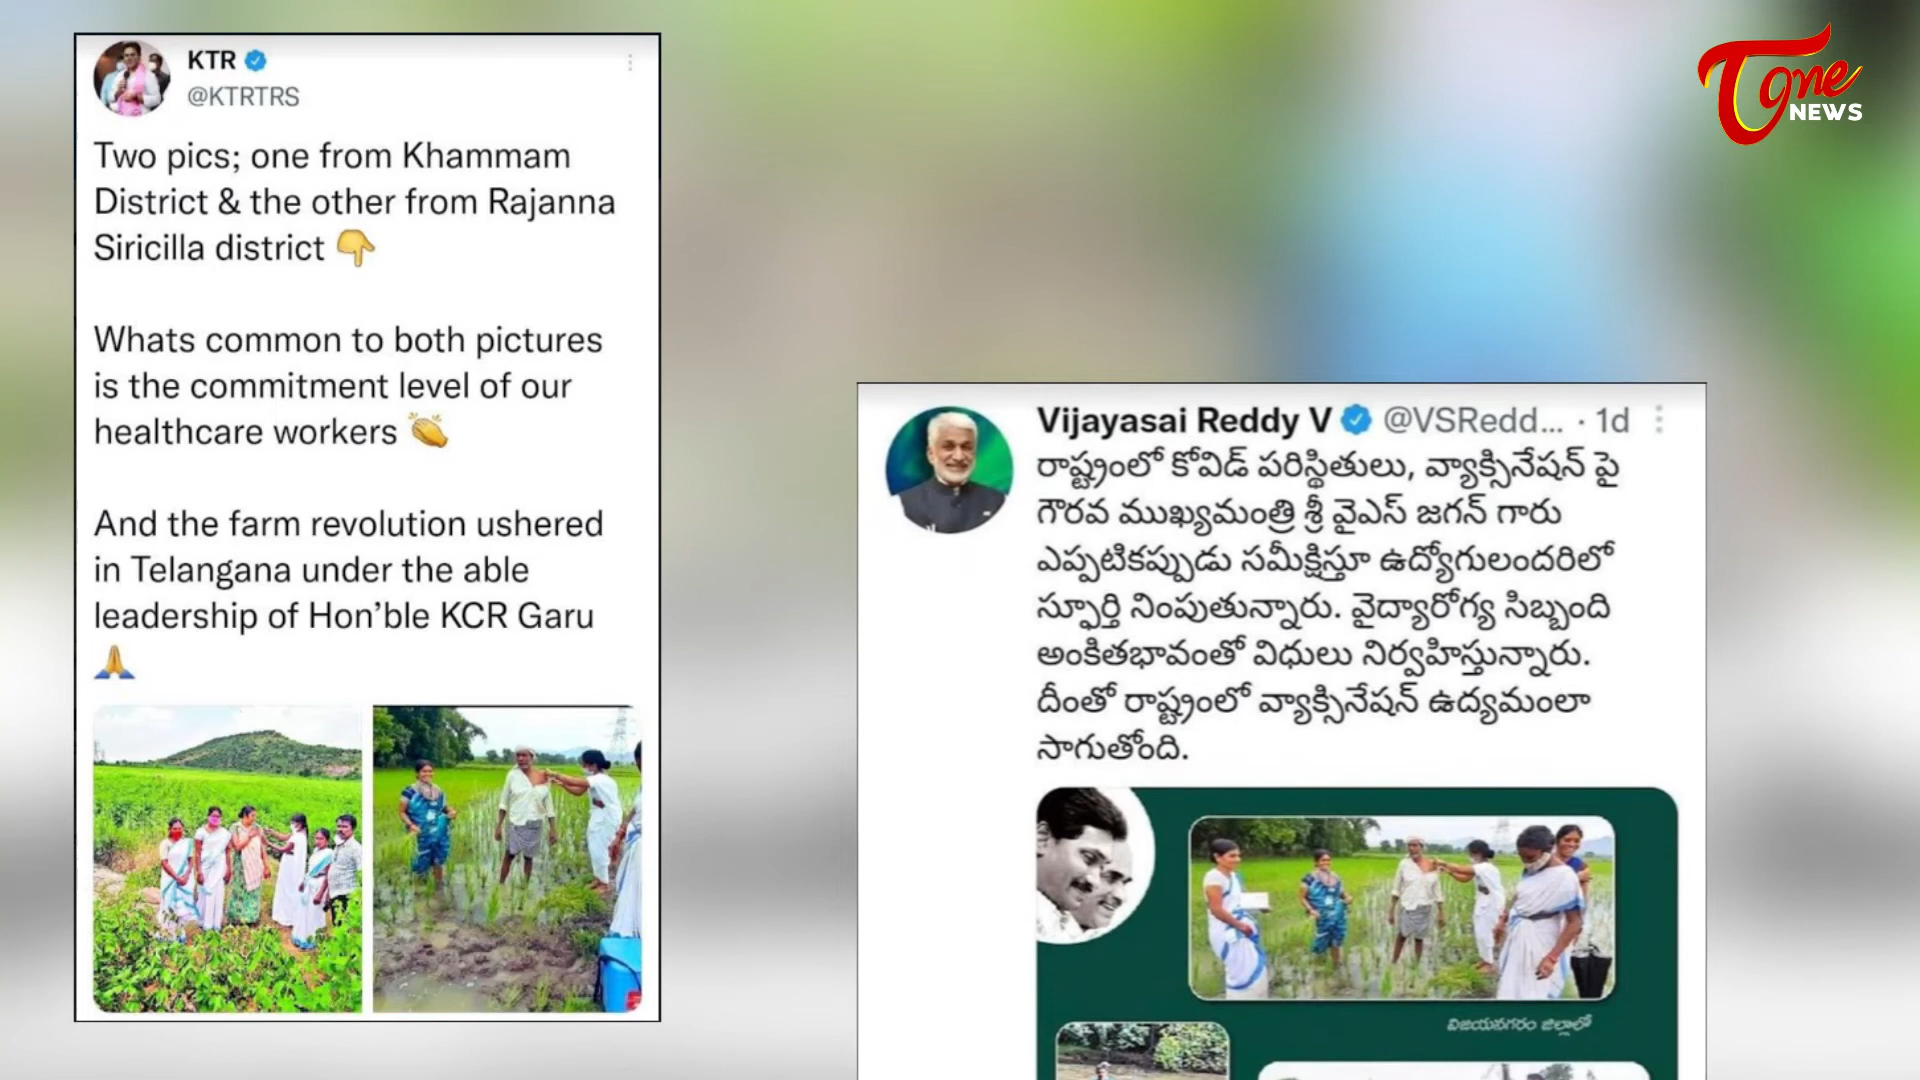 KTR
@KTRTRS
Two pics; one from Khammam
District & the other from Rajanna
Siricilla district 👇
Whats common to both pictures
is the commitment level of our
healthcare workers 👏
And the farm revolution ushered
in Telangana under the able
leadership of Hon’ble KCR Garu
🙏
Tone
NEWS
Vijayasai Reddy V @VSRedd... · 1d
రాష్ట్రంలో కోవిడ్ పరిస్థితులు, వ్యాక్సినేషన్ పై
గౌరవ ముఖ్యమంత్రి శ్రీ వైఎస్ జగన్ గారు
ఎప్పటికప్పుడు సమీక్షిస్తూ ఉద్యోగులందరిలో
స్ఫూర్తి నింపుతున్నారు. వైద్యారోగ్య సిబ్బంది
అంకితభావంతో విధులు నిర్వహిస్తున్నారు.
దీంతో రాష్ట్రంలో వ్యాక్సినేషన్ ఉద్యమంలా
సాగుతోంది.
విజయనగరం జిల్లాలో